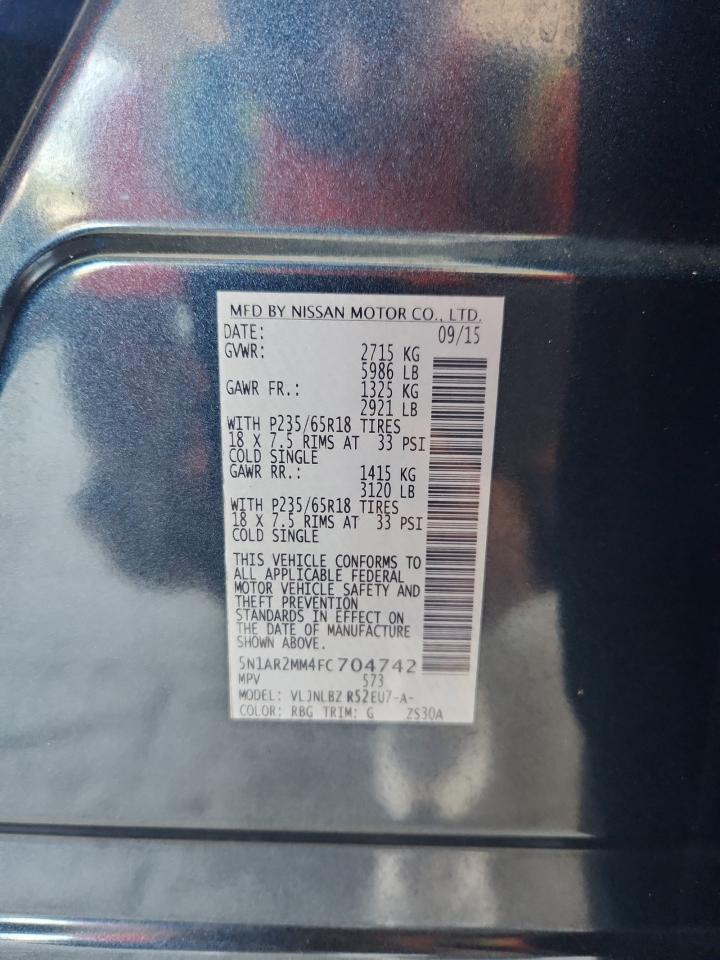 MFD BY NISSAN MOTOR CO., LTD.
DATE: 09/15
GVWR: 2715 KG
5986 LB
GAWR FR.: 1325 KG
2921 LB
WITH P235/65R18 TIRES
18 X 7.5 RIMS AT 33 PSI
COLD SINGLE
GAWR RR.: 1415 KG
3120 LB
WITH P235/65R18 TIRES
18 X 7.5 RIMS AT 33 PSI
COLD SINGLE
THIS VEHICLE CONFORMS TO
ALL APPLICABLE FEDERAL
MOTOR VEHICLE SAFETY AND
THEFT PREVENTION
STANDARDS IN EFFECT ON
THE DATE OF MANUFACTURE
SHOWN ABOVE.
5N1AR2MM4FC704742
MPV 573
MODEL: VLJNLBZ R52EU7-A-
COLOR: RBG TRIM: G ZS30A